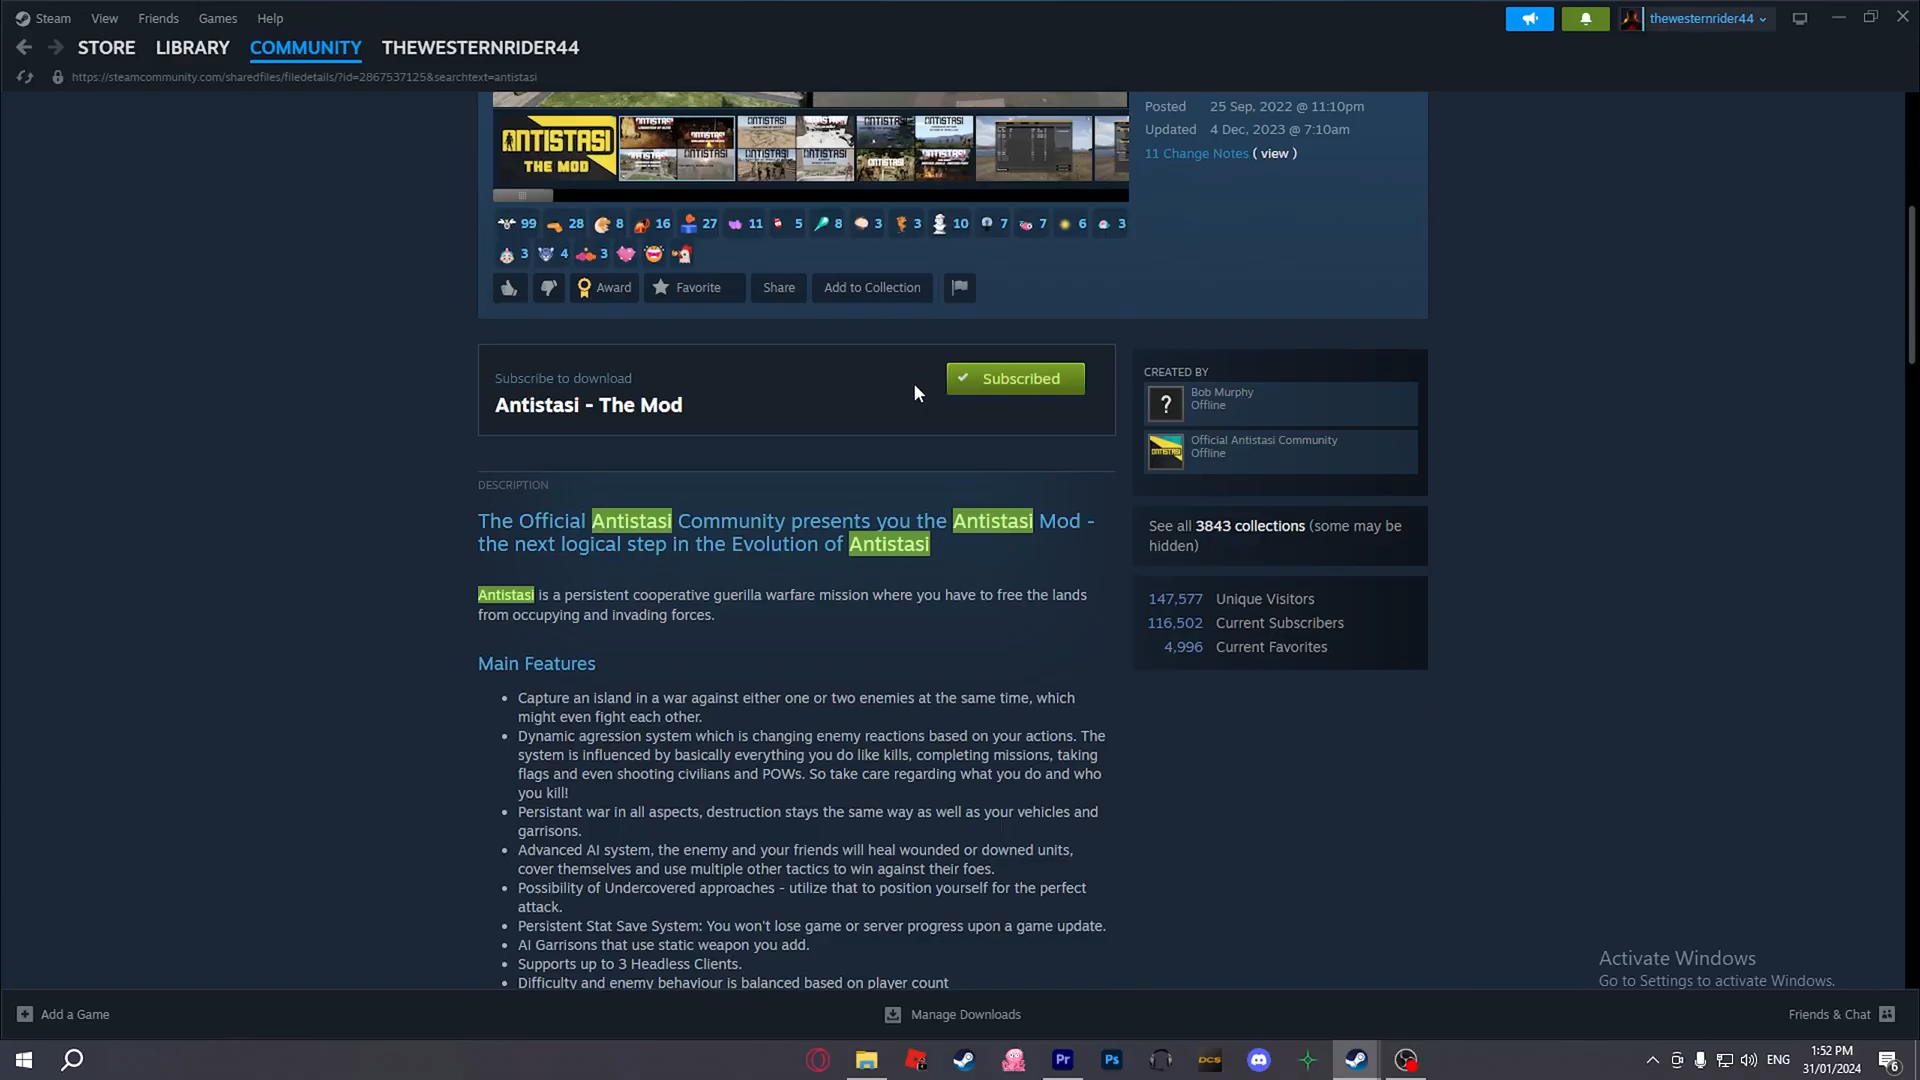 Steam View Friends Games Help
thewesternrider44
STORE LIBRARY COMMUNITY THEWESTERNRIDER44
https://steamcommunity.com/sharedfiles/filedetails/?id=2867537125&searchtext=antistasi
Posted 25 Sep, 2022 @ 11:10pm
Updated 4 Dec, 2023 @ 7:10am
11 Change Notes ( view )
ANTISTASI
THE MOD
99 28 8 16 27 11 5 8 3 3 10 7 7 6 3
3 4 3
Award Favorite Share Add to Collection
Subscribe to download
Antistasi - The Mod
Subscribed
CREATED BY
Bob Murphy
Offline
Official Antistasi Community
Offline
See all 3843 collections (some may be
hidden)
147,577 Unique Visitors
116,502 Current Subscribers
4,996 Current Favorites
DESCRIPTION
The Official Antistasi Community presents you the Antistasi Mod -
the next logical step in the Evolution of Antistasi
Antistasi is a persistent cooperative guerilla warfare mission where you have to free the lands
from occupying and invading forces.
Main Features
• Capture an island in a war against either one or two enemies at the same time, which
might even fight each other.
• Dynamic agression system which is changing enemy reactions based on your actions. The
system is influenced by basically everything you do like kills, completing missions, taking
flags and even shooting civilians and POWs. So take care regarding what you do and who
you kill!
• Persistant war in all aspects, destruction stays the same way as well as your vehicles and
garrisons.
• Advanced AI system, the enemy and your friends will heal wounded or downed units,
cover themselves and use multiple other tactics to win against their foes.
• Possibility of Undercovered approaches - utilize that to position yourself for the perfect
attack.
• Persistent Stat Save System: You won't lose game or server progress upon a game update.
• AI Garrisons that use static weapon you add.
• Supports up to 3 Headless Clients.
• Difficulty and enemy behaviour is balanced based on player count
Activate Windows
Go to Settings to activate Windows.
Add a Game
Manage Downloads
Friends & Chat
Pr Ps DCS
ENG
1:52 PM
31/01/2024
6